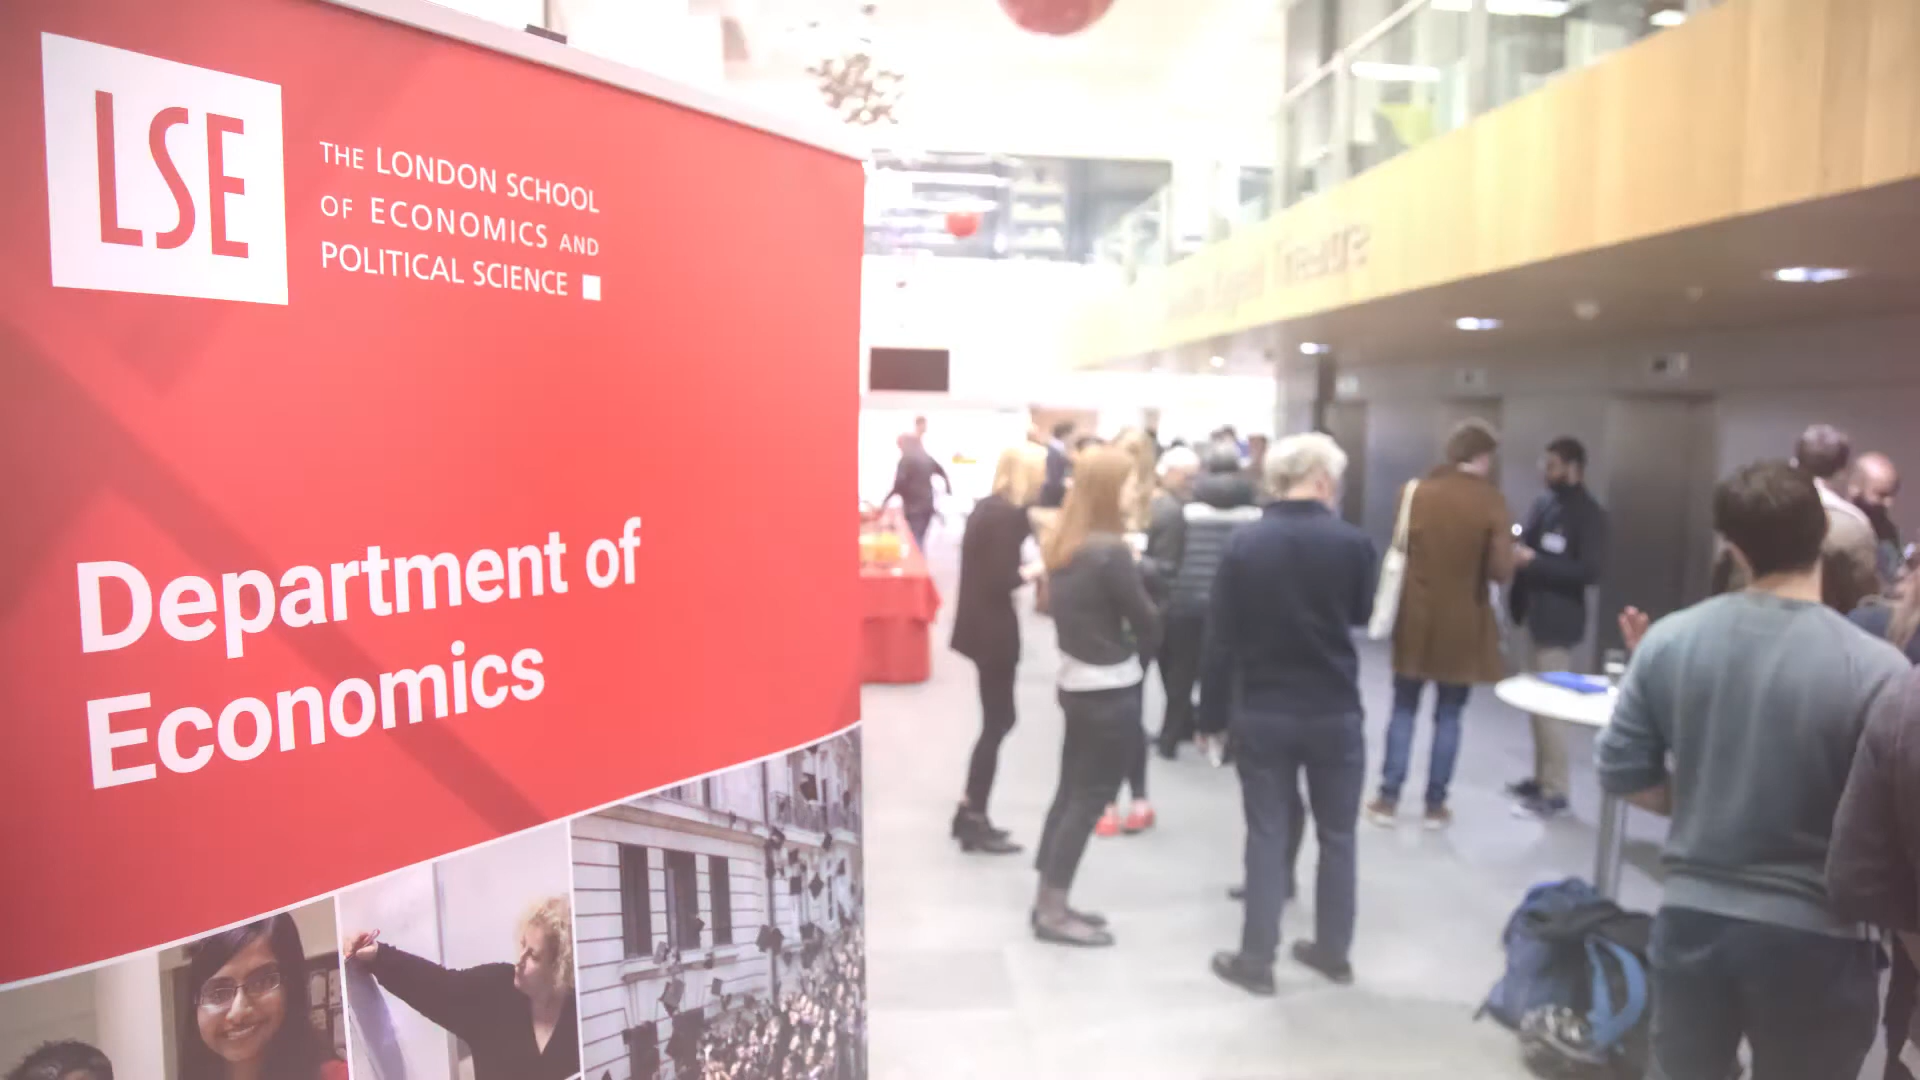 LSE
THE LONDON SCHOOL
OF ECONOMICS AND
POLITICAL SCIENCE
Department of
Economics